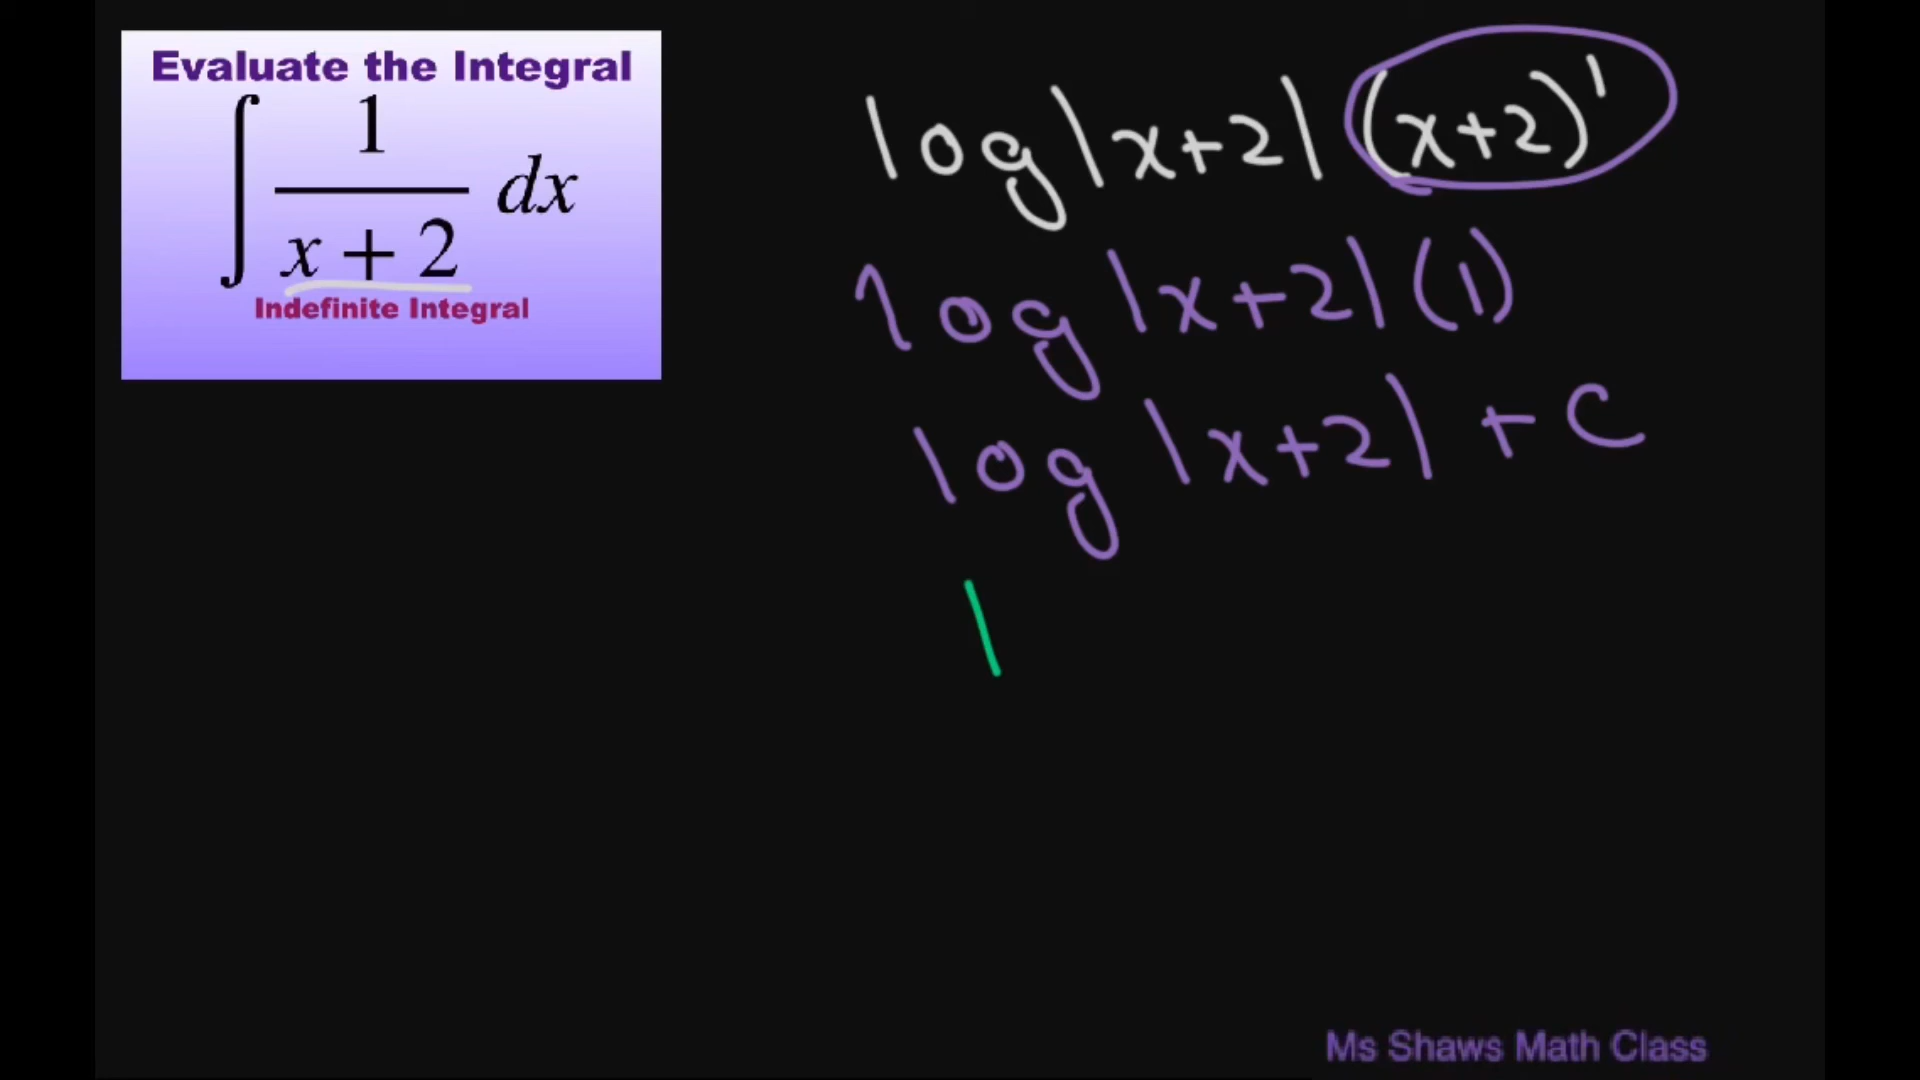 Evaluate the Integral
∫ 1/(x + 2) dx
Indefinite Integral
log|x+2| (x+2)'
log|x+2| (1)
log|x+2| + C
|
Ms Shaws Math Class